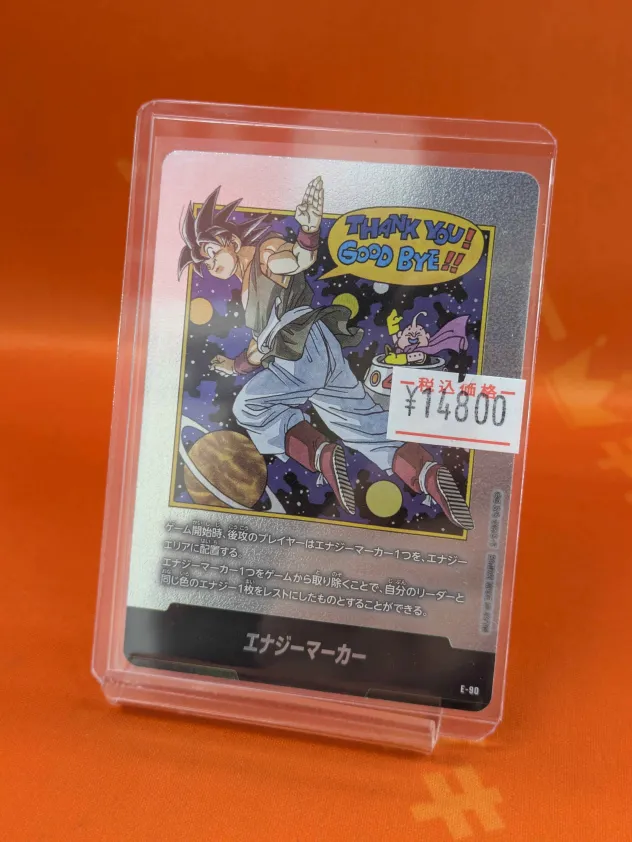 THANK YOU!
GOOD BYE!!
税込価格
¥14800
ゲーム開始時、後攻のプレイヤーはエナジーマーカー1つを、エナジー
エリアに配置する。
エナジーマーカー1つをゲームから取り除くことで、自分のリーダーと
同じ色のエナジー1枚をレストにしたものとすることができる。
エナジーマーカー
E-90